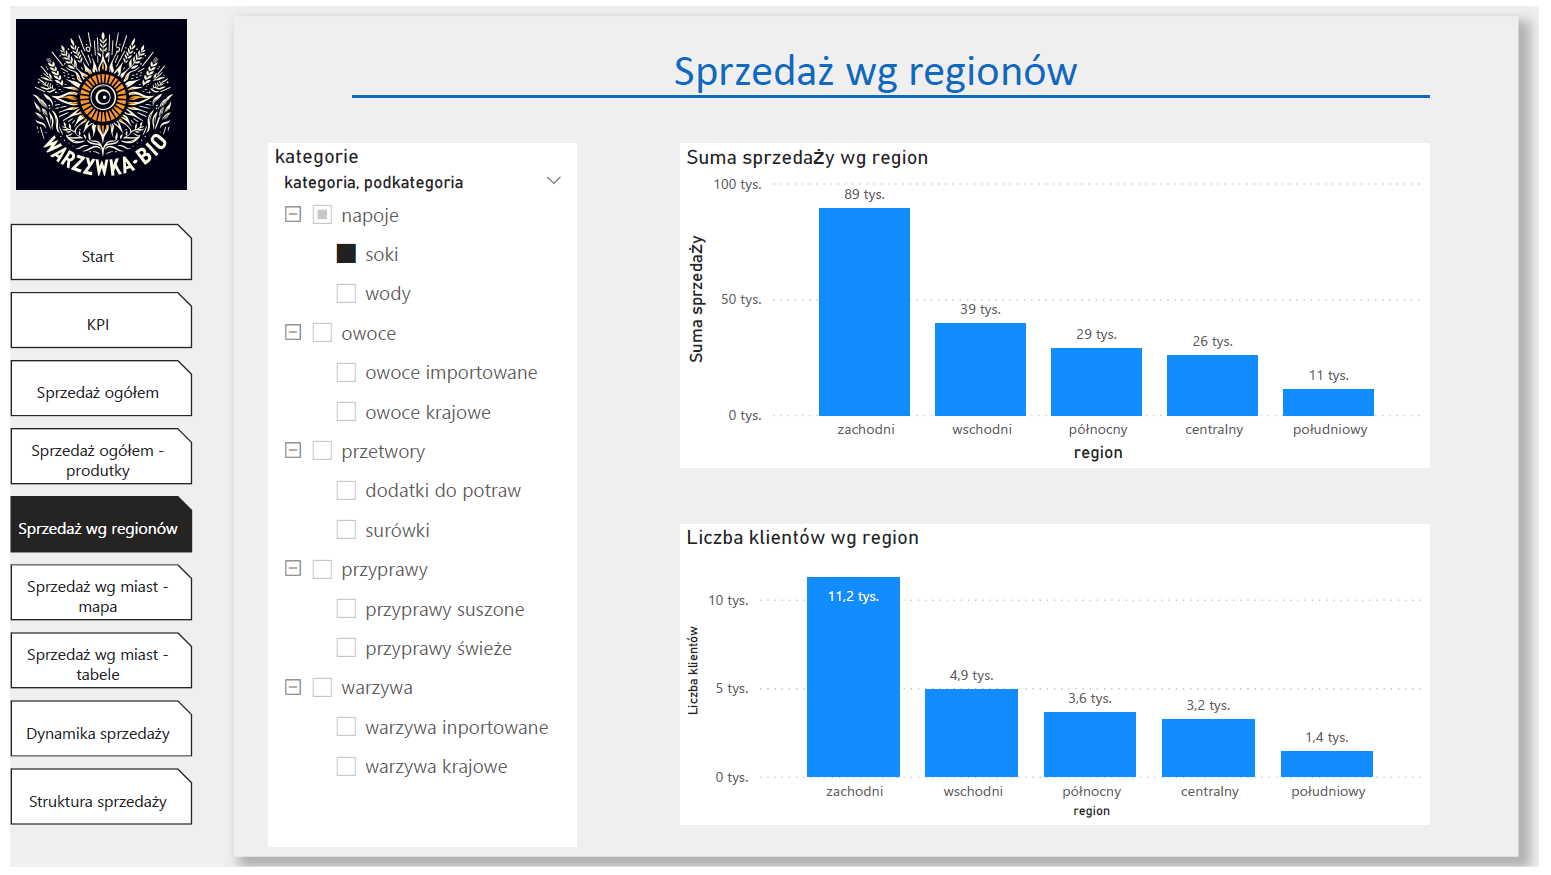 WARZYWKA-BIO
Start
KPI
Sprzedaż ogółem
Sprzedaż ogółem -
produtky
Sprzedaż wg regionów
Sprzedaż wg miast -
mapa
Sprzedaż wg miast -
tabele
Dynamika sprzedaży
Struktura sprzedaży
Sprzedaż wg regionów
kategorie
kategoria, podkategoria
napoje
soki
wody
owoce
owoce importowane
owoce krajowe
przetwory
dodatki do potraw
surówki
przyprawy
przyprawy suszone
przyprawy świeże
warzywa
warzywa inportowane
warzywa krajowe
Suma sprzedaży wg region
Suma sprzedaży
100 tys.
50 tys.
0 tys.
89 tys.
39 tys.
29 tys.
26 tys.
11 tys.
zachodni
wschodni
północny
centralny
południowy
region
Liczba klientów wg region
Liczba klientów
10 tys.
5 tys.
0 tys.
11,2 tys.
4,9 tys.
3,6 tys.
3,2 tys.
1,4 tys.
zachodni
wschodni
północny
centralny
południowy
region